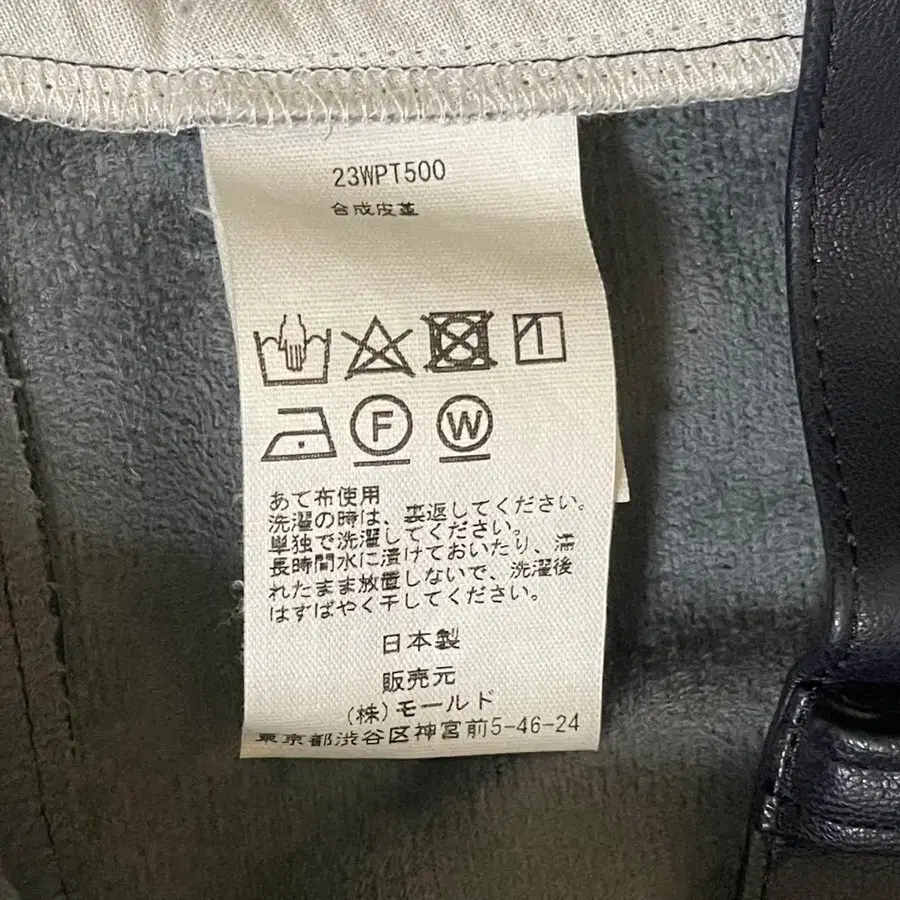 23WPT500
合成皮革
F W
あて布使用
洗濯の時は、裏返してください。
単独で洗濯してください。
長時間水に漬けておいたり、濡
れたまま放置しないで、洗濯後
はすばやく干してください。
日本製
販売元
(株)モールド
東京都渋谷区神宮前5-46-24